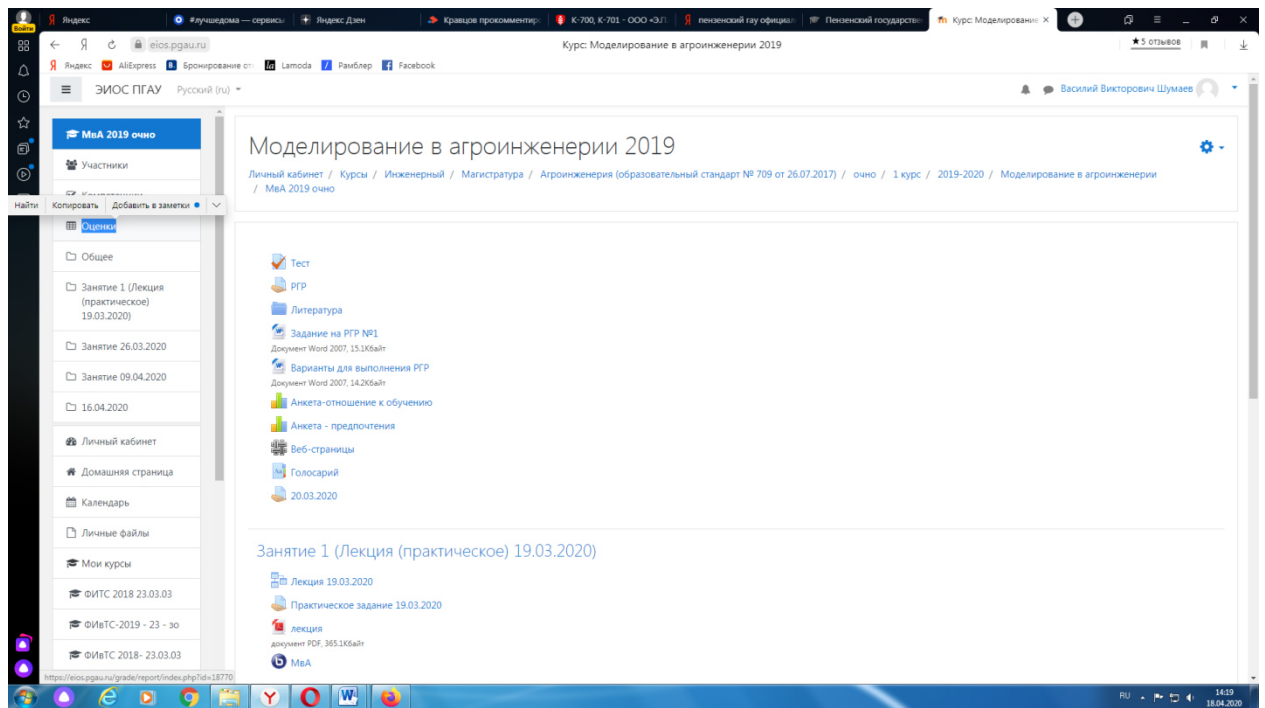 Войти
Яндекс
#лучшедома — сервисы
Яндекс Дзен
Кравцов прокомментиро
К-700, К-701 - ООО «Э.П.
пензенский гау официал
Пензенский государстве
Курс: Моделирование
eios.pgau.ru
Курс: Моделирование в агроинженерии 2019
★5 отзывов
Яндекс
AliExpress
Бронирование от
Lamoda
Рамблер
Facebook
ЭИОС ПГАУ
Русский (ru)
Василий Викторович Шумаев
МвА 2019 очно
Участники
Найти
Копировать
Добавить в заметки
Оценки
Общее
Занятие 1 (Лекция
(практическое)
19.03.2020)
Занятие 26.03.2020
Занятие 09.04.2020
16.04.2020
Личный кабинет
Домашняя страница
Календарь
Личные файлы
Мои курсы
ФИТС 2018 23.03.03
ФИвТС-2019 - 23 - зо
ФИвТС 2018- 23.03.03
https://eios.pgau.ru/grade/report/index.php?id=18770
Моделирование в агроинженерии 2019
Личный кабинет / Курсы / Инженерный / Магистратура / Агроинженерия (образовательный стандарт № 709 от 26.07.2017) / очно / 1 курс / 2019-2020 / Моделирование в агроинженерии
/ МвА 2019 очно
Тест
РГР
Литература
Задание на РГР №1
Документ Word 2007, 15.1Кбайт
Варианты для выполнения РГР
Документ Word 2007, 14.2Кбайт
Анкета-отношение к обучению
Анкета - предпочтения
Веб-страницы
Голосарий
20.03.2020
Занятие 1 (Лекция (практическое) 19.03.2020)
Лекция 19.03.2020
Практическое задание 19.03.2020
лекция
документ PDF, 365.1Кбайт
МвА
RU
14:19
18.04.2020